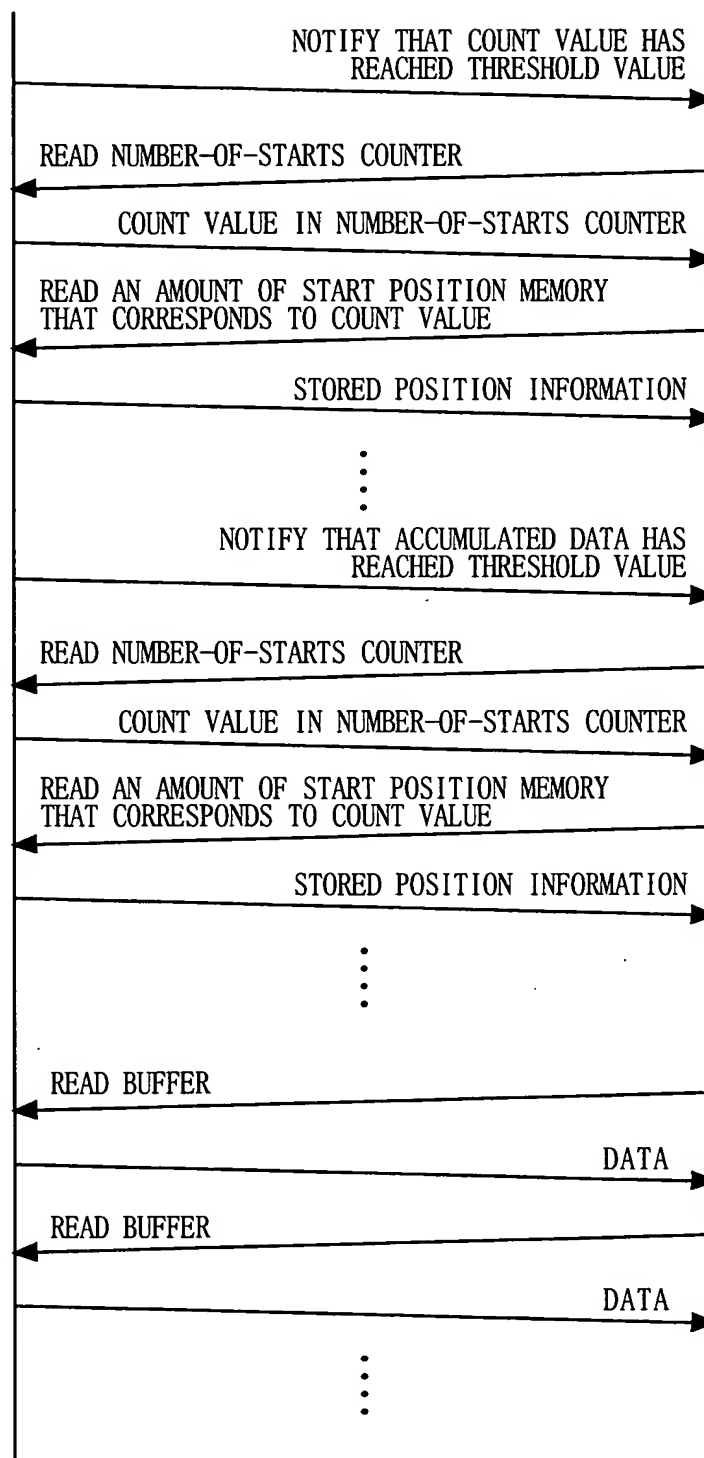 NOTIFY THAT COUNT VALUE HAS
REACHED THRESHOLD VALUE
READ NUMBER-OF-STARTS COUNTER
COUNT VALUE IN NUMBER-OF-STARTS COUNTER
READ AN AMOUNT OF START POSITION MEMORY
THAT CORRESPONDS TO COUNT VALUE
STORED POSITION INFORMATION
NOTIFY THAT ACCUMULATED DATA HAS
REACHED THRESHOLD VALUE
READ NUMBER-OF-STARTS COUNTER
COUNT VALUE IN NUMBER-OF-STARTS COUNTER
READ AN AMOUNT OF START POSITION MEMORY
THAT CORRESPONDS TO COUNT VALUE
STORED POSITION INFORMATION
READ BUFFER
DATA
READ BUFFER
DATA